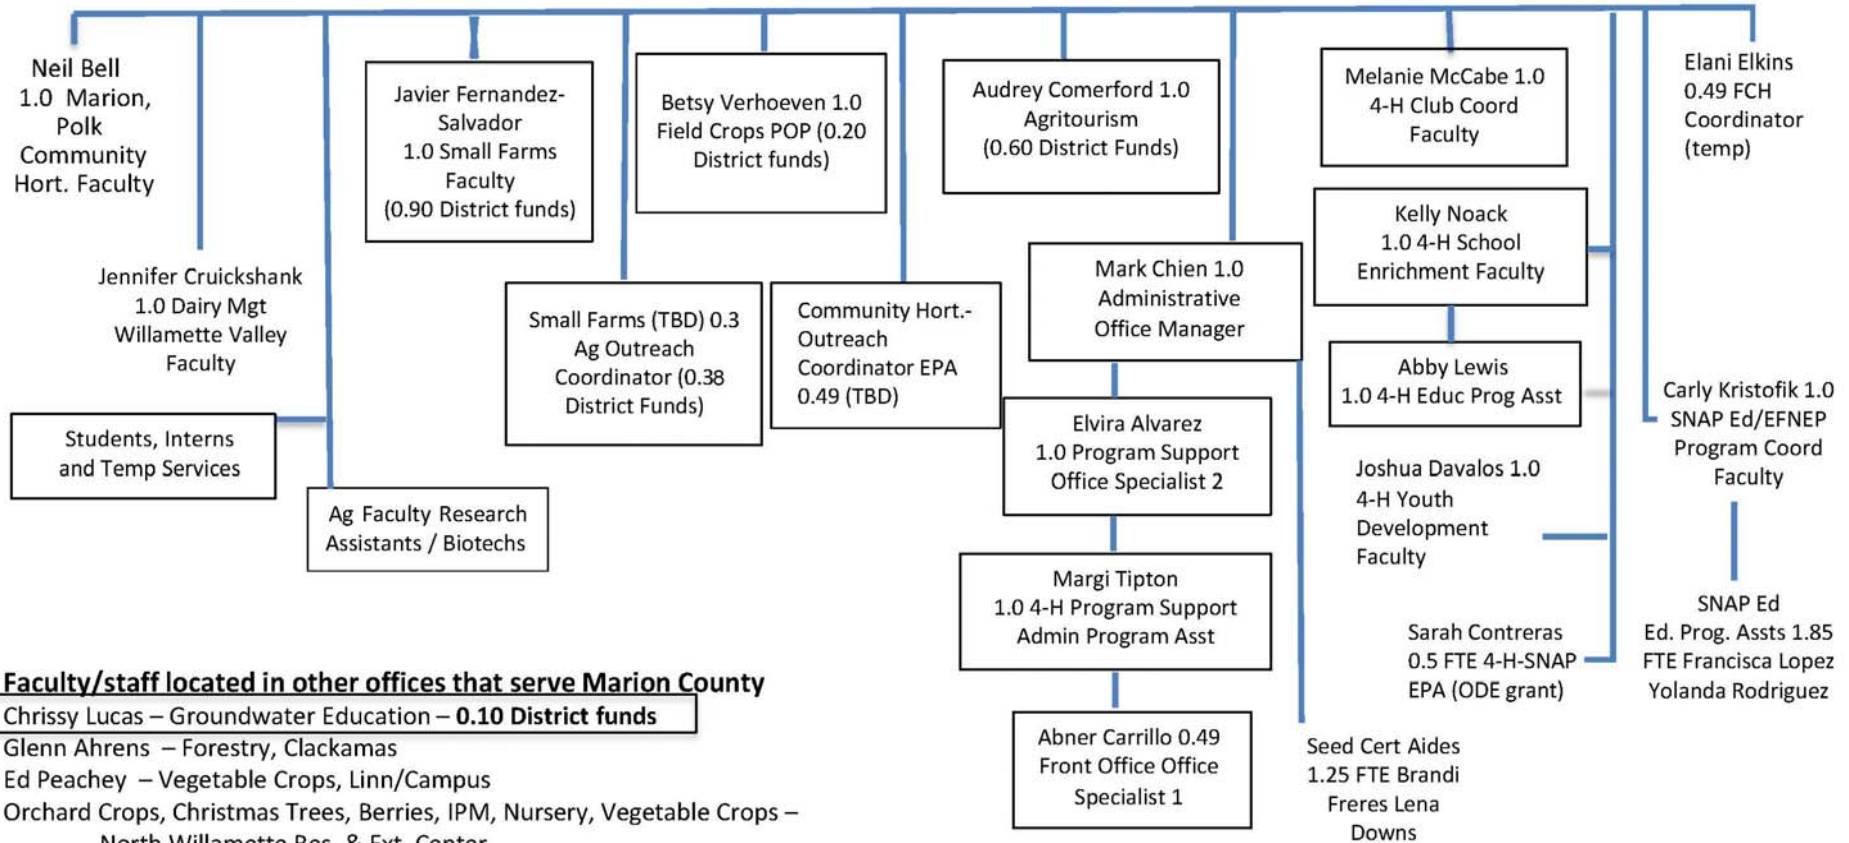 Neil Bell
1.0 Marion,
Polk
Community
Hort. Faculty
Jennifer Cruickshank
1.0 Dairy Mgt
Willamette Valley
Faculty
Students, Interns
and Temp Services
Ag Faculty Research
Assistants / Biotechs
Javier Fernandez-
Salvador
1.0 Small Farms
Faculty
(0.90 District funds)
Small Farms (TBD) 0.3
Ag Outreach
Coordinator (0.38
District Funds)
Betsy Verhoeven 1.0
Field Crops POP (0.20
District funds)
Community Hort.-
Outreach
Coordinator EPA
0.49 (TBD)
Audrey Comerford 1.0
Agritourism
(0.60 District Funds)
Mark Chien 1.0
Administrative
Office Manager
Elvira Alvarez
1.0 Program Support
Office Specialist 2
Margi Tipton
1.0 4-H Program Support
Admin Program Asst
Abner Carrillo 0.49
Front Office Office
Specialist 1
Seed Cert Aides
1.25 FTE Brandi
Freres Lena
Downs
Melanie McCabe 1.0
4-H Club Coord
Faculty
Kelly Noack
1.0 4-H School
Enrichment Faculty
Abby Lewis
1.0 4-H Educ Prog Asst
Joshua Davalos 1.0
4-H Youth
Development
Faculty
Sarah Contreras
0.5 FTE 4-H-SNAP
EPA (ODE grant)
Elani Elkins
0.49 FCH
Coordinator
(temp)
Carly Kristofik 1.0
SNAP Ed/EFNEP
Program Coord
Faculty
SNAP Ed
Ed. Prog. Assts 1.85
FTE Francisca Lopez
Yolanda Rodriguez
Faculty/staff located in other offices that serve Marion County
Chrissy Lucas – Groundwater Education – 0.10 District funds
Glenn Ahrens – Forestry, Clackamas
Ed Peachey – Vegetable Crops, Linn/Campus
Orchard Crops, Christmas Trees, Berries, IPM, Nursery, Vegetable Crops –
North Willamette Res. & Ext. Center